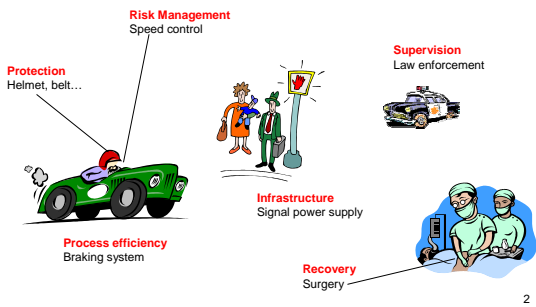 Risk Management
Speed control
Supervision
Law enforcement
Protection
Helmet, belt…
Infrastructure
Signal power supply
Process efficiency
Braking system
Recovery
Surgery
2